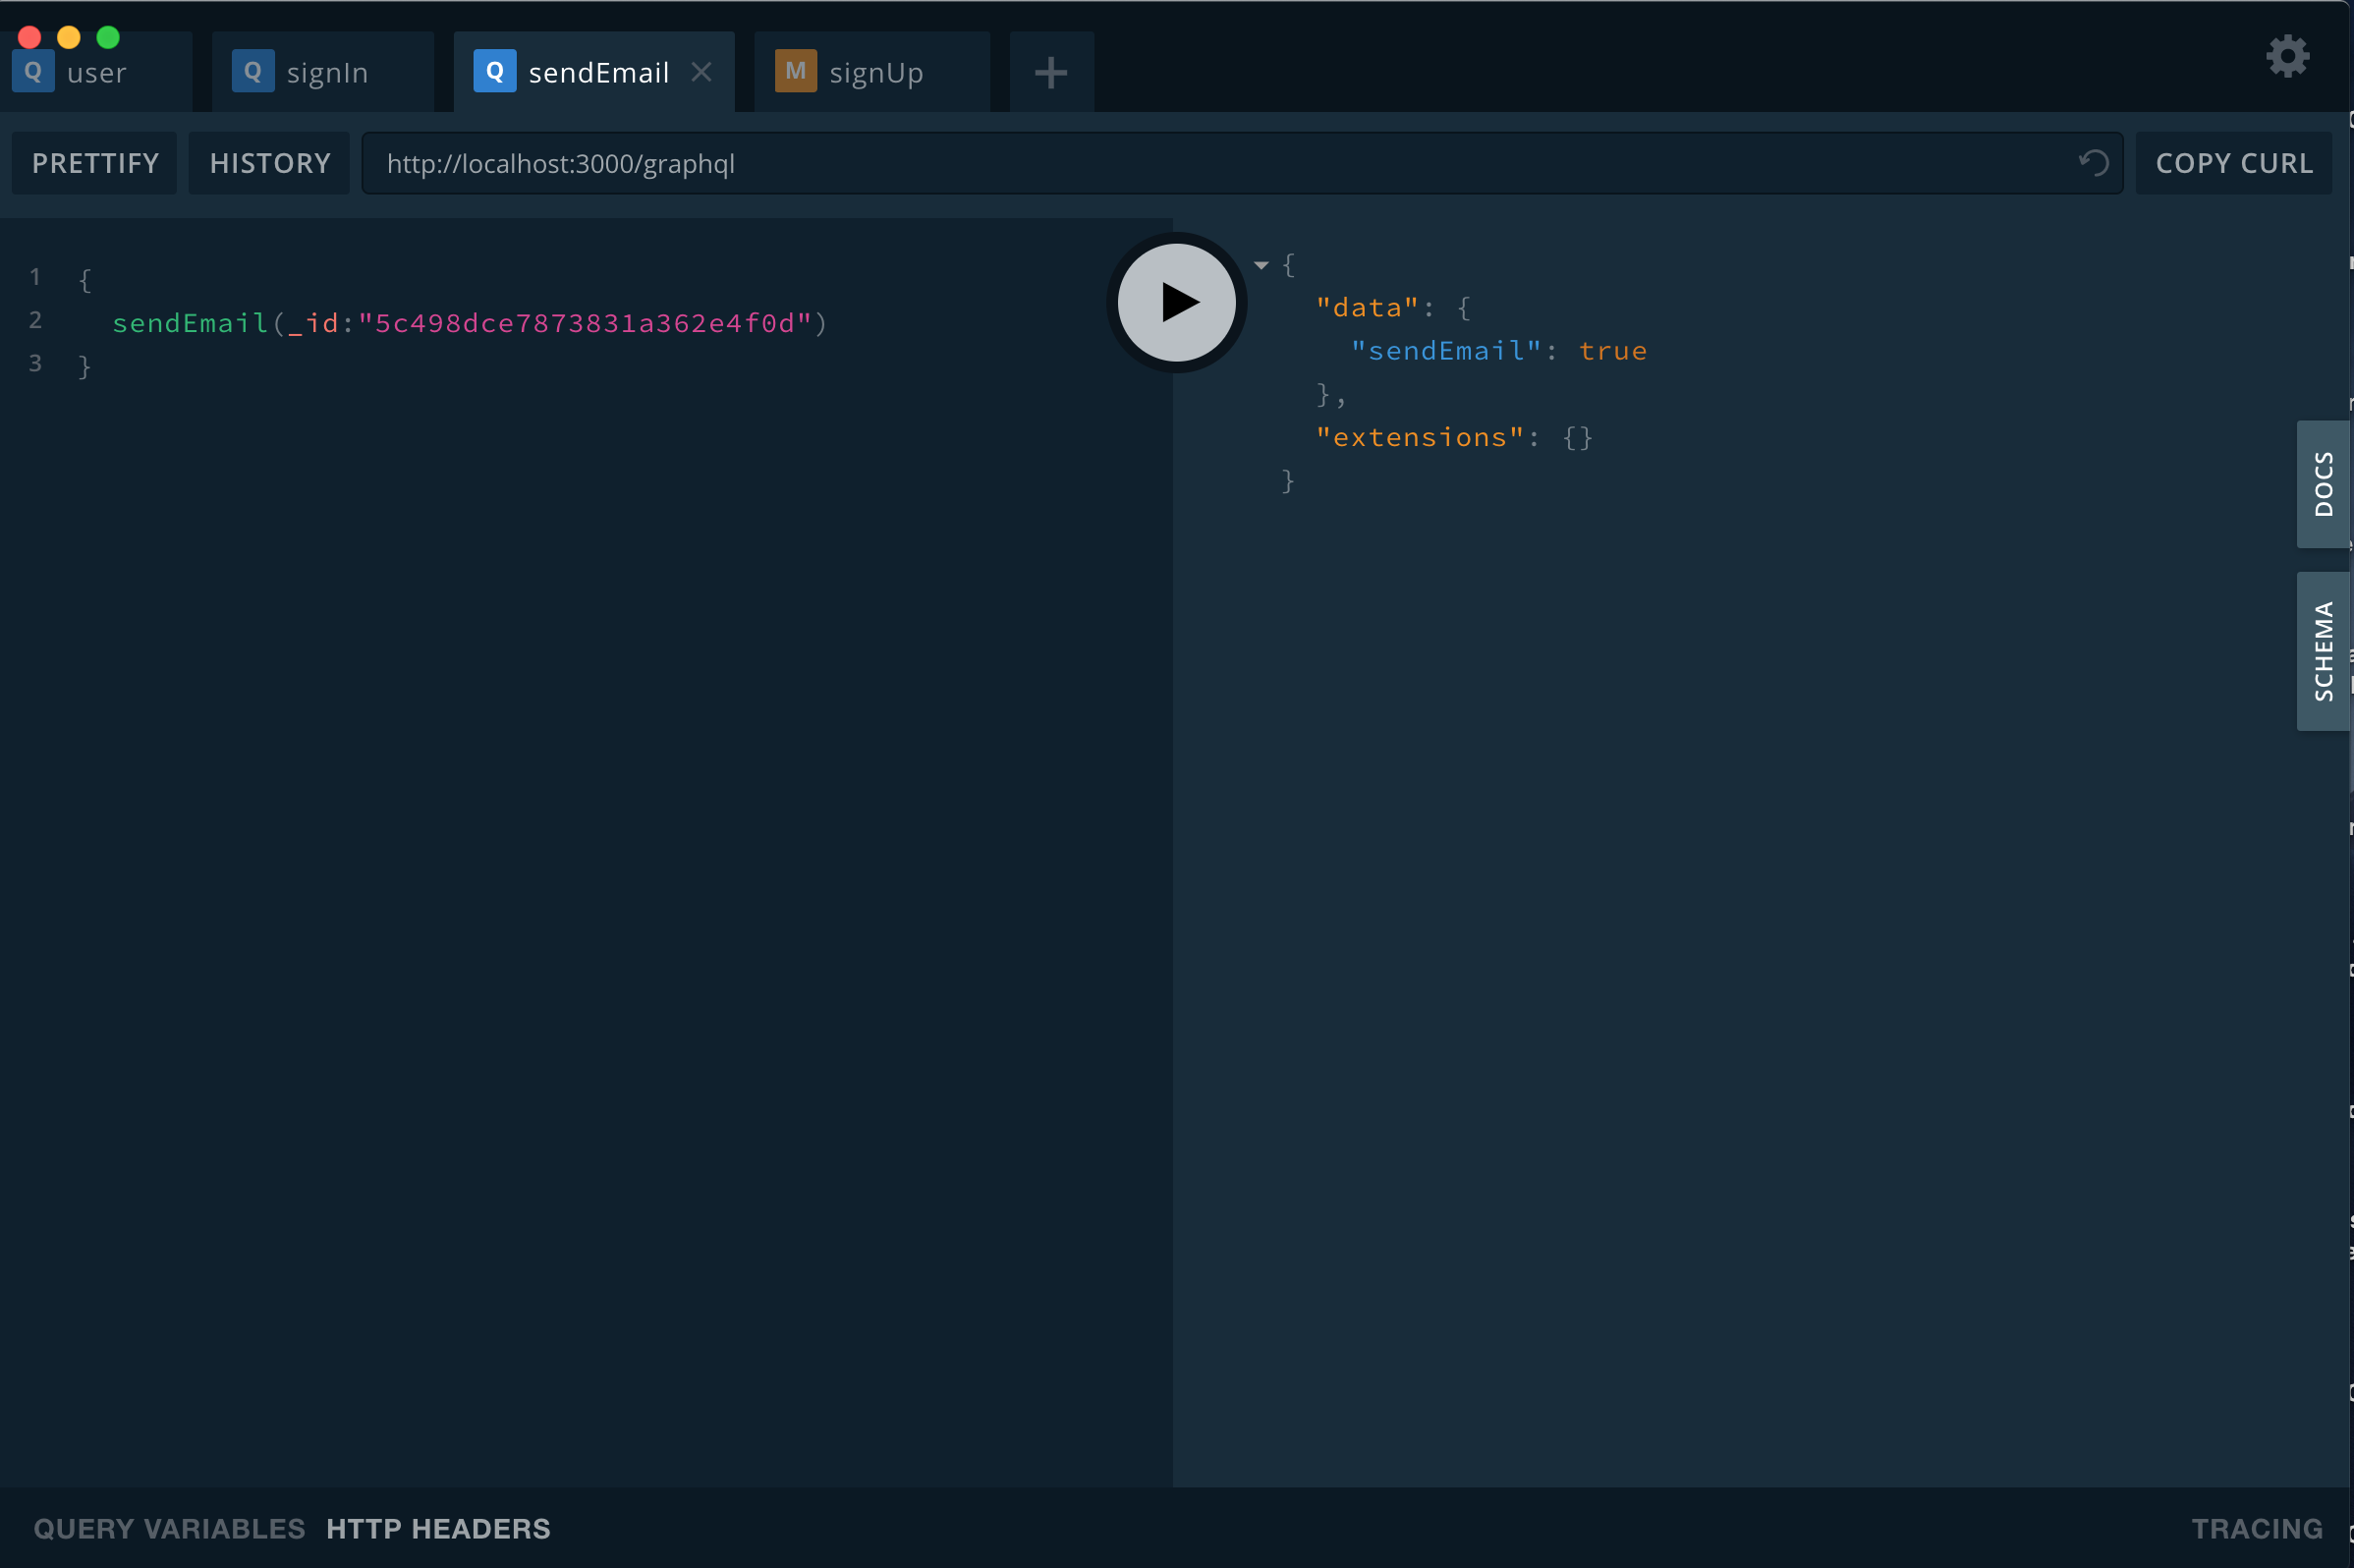 Q user Q signIn Q sendEmail M signUp
PRETTIFY HISTORY http://localhost:3000/graphql COPY CURL
1 {
2 sendEmail(_id:"5c498dce7873831a362e4f0d")
3 }
{
"data": {
"sendEmail": true
},
"extensions": {}
}
DOCS
SCHEMA
QUERY VARIABLES HTTP HEADERS TRACING